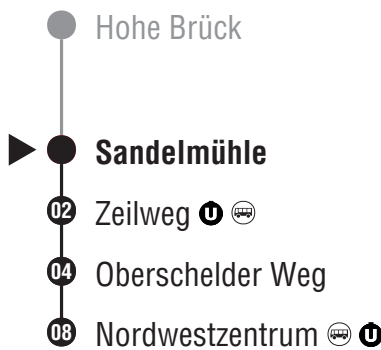 Hohe Brück
Sandelmühle
02 Zeilweg U
04 Oberschelder Weg
08 Nordwestzentrum U